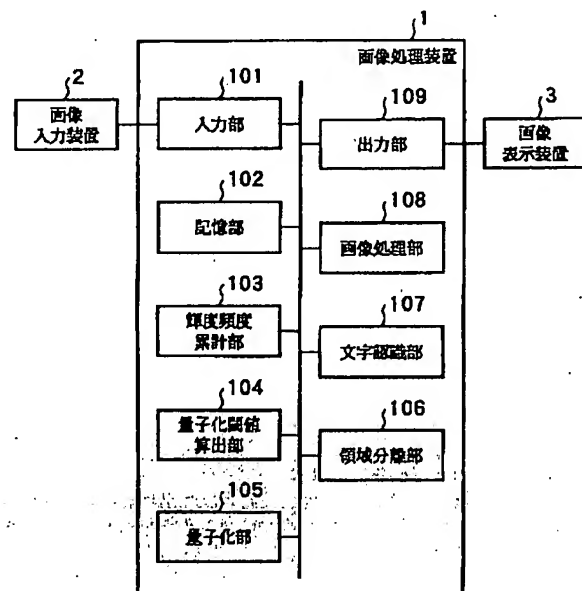 1
画像処理装置
2
画像
入力装置
101
入力部
102
記憶部
103
輝度頻度
累計部
104
量子化閾値
算出部
105
量子化部
109
出力部
108
画像処理部
107
文字認識部
106
領域分離部
3
画像
表示装置